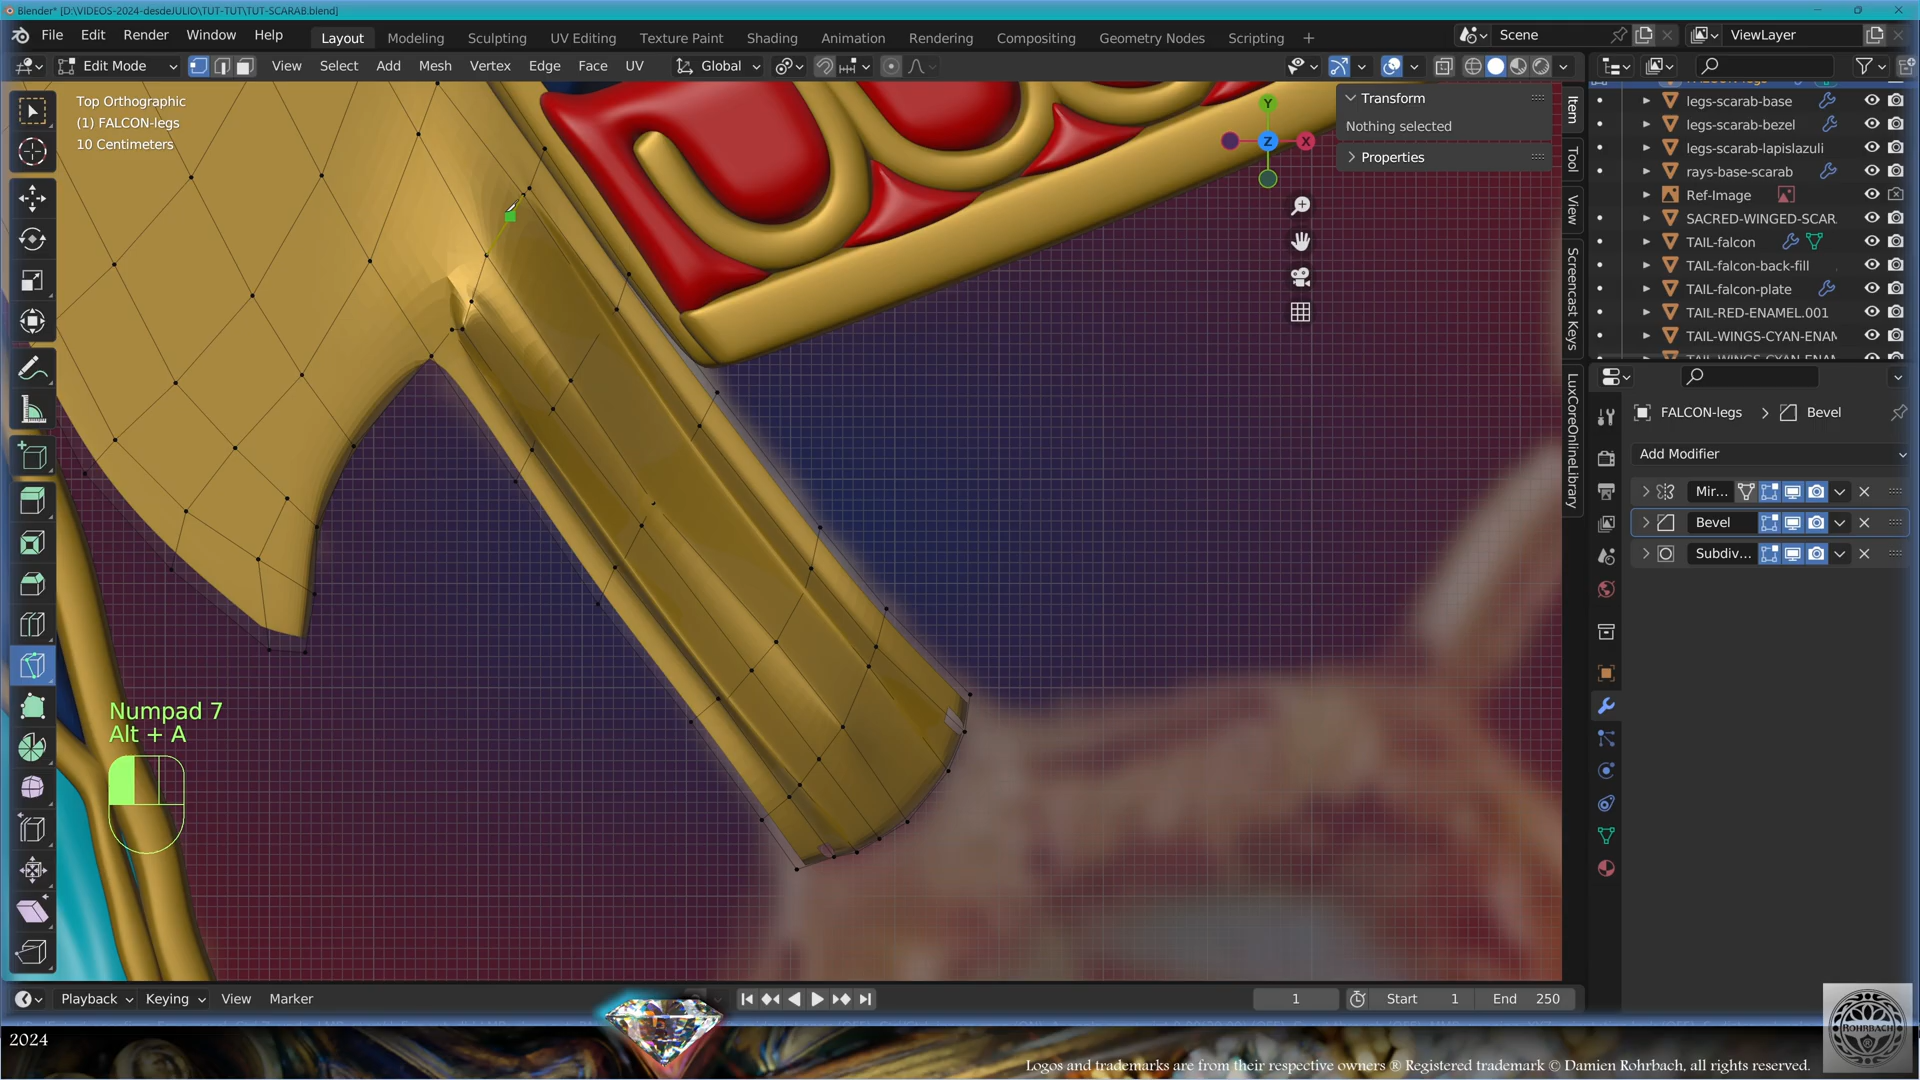 Blender* [D:\VIDEOS-2024-desdeJULIO\TUT-TUT\TUT-SCARAB.blend]
File Edit Render Window Help Layout Modeling Sculpting UV Editing Texture Paint Shading Animation Rendering Compositing Geometry Nodes Scripting + Scene ViewLayer
Edit Mode View Select Add Mesh Vertex Edge Face UV Global
Top Orthographic
(1) FALCON-legs
10 Centimeters
Y
X
Z
Transform
Nothing selected
Properties
Item
Tool
View
Screencast Keys
LuxCoreOnlineLibrary
legs-scarab-base
legs-scarab-bezel
legs-scarab-lapislazuli
rays-base-scarab
Ref-Image
SACRED-WINGED-SCAR
TAIL-falcon
TAIL-falcon-back-fill
TAIL-falcon-plate
TAIL-RED-ENAMEL.001
TAIL-WINGS-CYAN-ENAM
FALCON-legs > Bevel
Add Modifier
Mir...
Bevel
Subdiv...
Numpad 7
Alt + A
Playback Keying View Marker 1 Start 1 End 250
2024
ROHRBACH
Logos and trademarks are from their respective owners ® Registered trademark © Damien Rohrbach, all rights reserved.